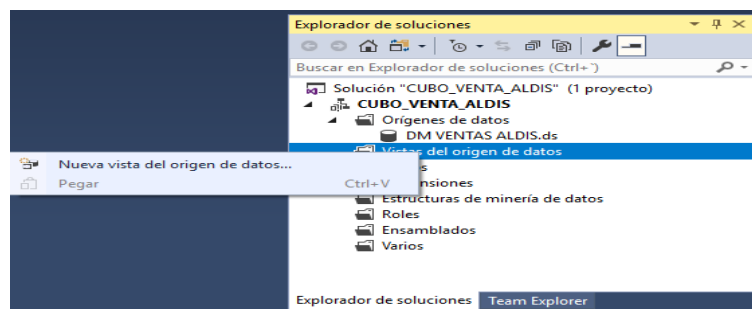 Explorador de soluciones
Buscar en Explorador de soluciones (Ctrl+`)
Solución "CUBO_VENTA_ALDIS" (1 proyecto)
CUBO_VENTA_ALDIS
Orígenes de datos
DM VENTAS ALDIS.ds
Vistas del origen de datos
Nueva vista del origen de datos...
Pegar Ctrl+V
Estructuras de minería de datos
Roles
Ensamblados
Varios
Explorador de soluciones Team Explorer